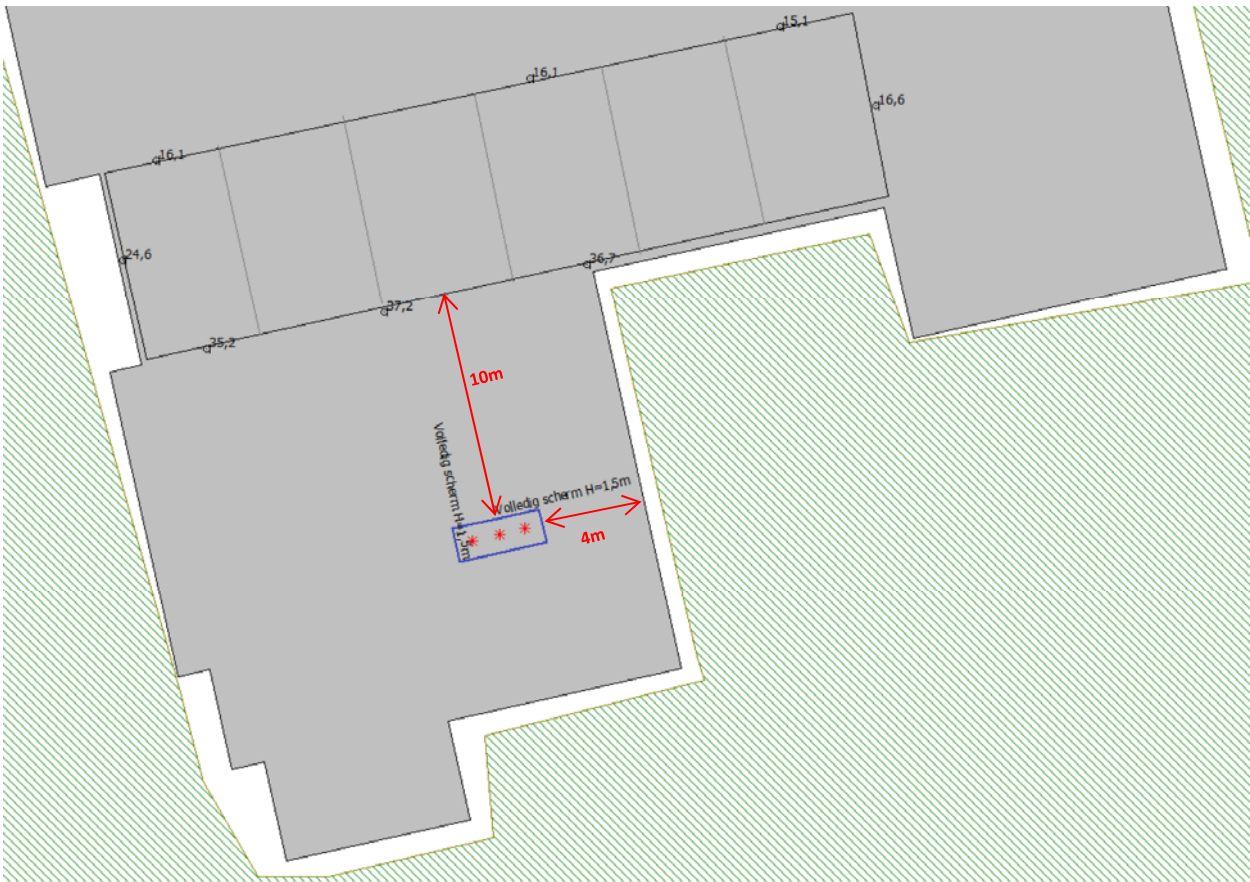 15,1
16,1
16,6
16,1
24,6
36,7
37,2
35,2
10m
Volledig scherm H=1,5m
Volledig scherm H=1,5m
4m